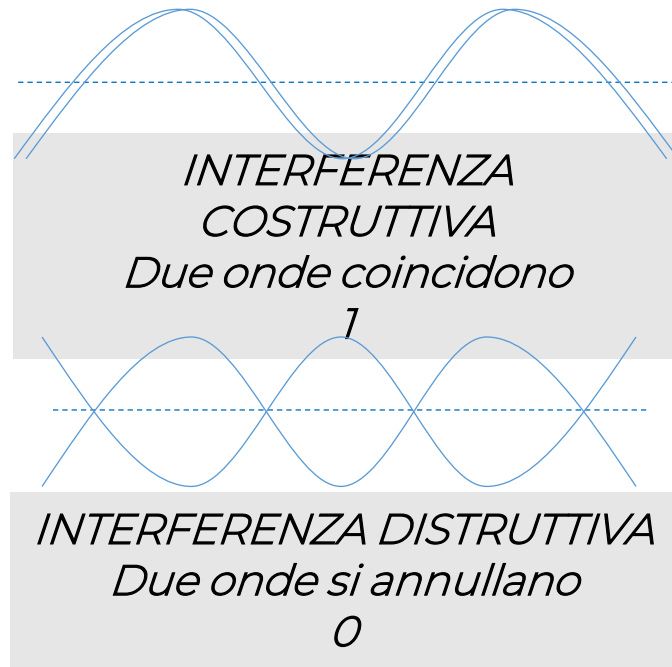 INTERFERENZA
COSTRUTTIVA
Due onde coincidono
1
INTERFERENZA DISTRUTTIVA
Due onde si annullano
0